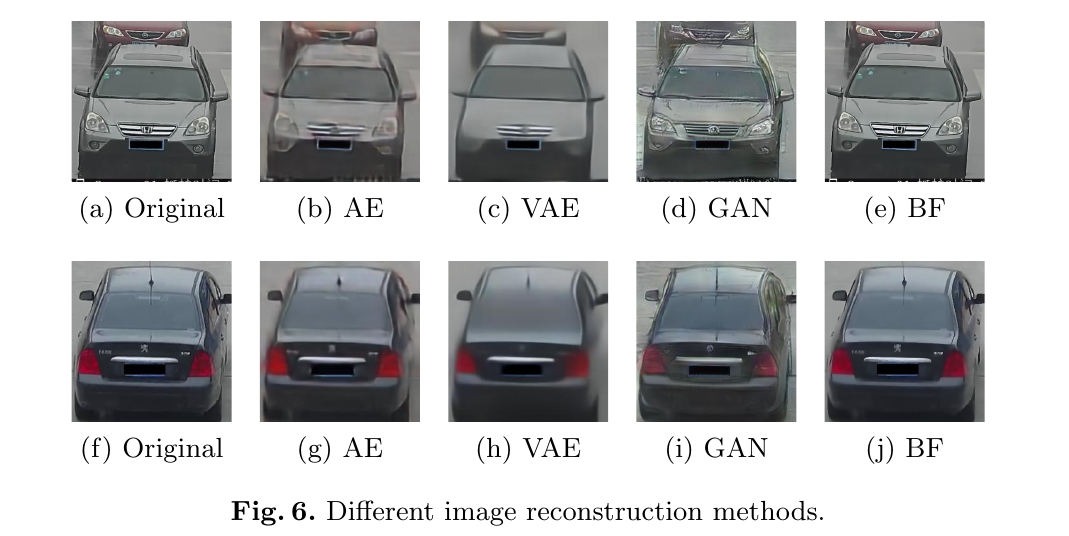 (a) Original (b) AE (c) VAE (d) GAN (e) BF
(f) Original (g) AE (h) VAE (i) GAN (j) BF
Fig. 6. Different image reconstruction methods.